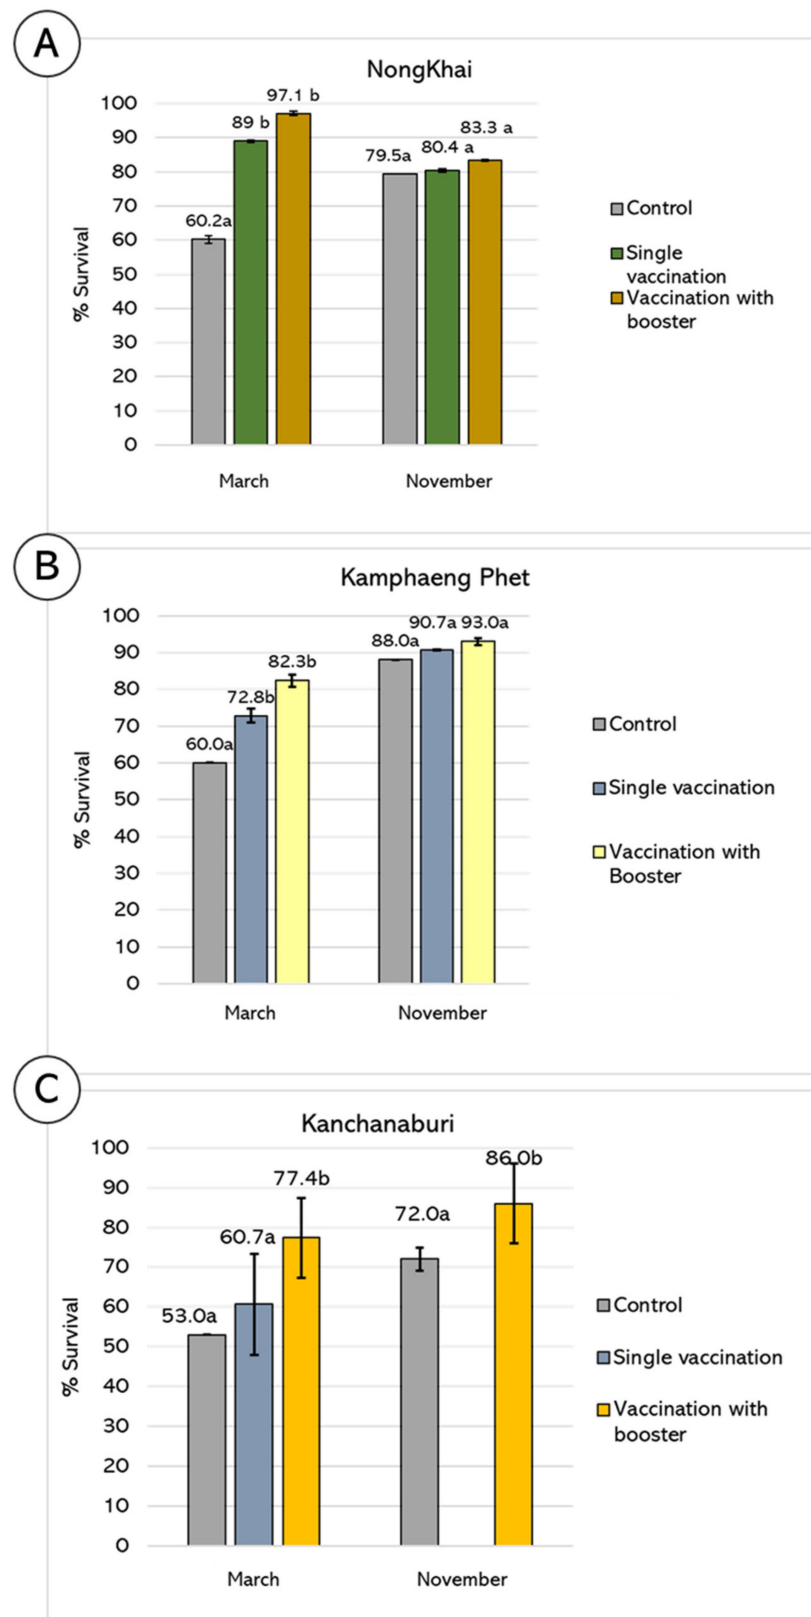 A
NongKhai
97.1 b
89 b
60.2a
83.3 a
80.4 a
79.5a
100
90
80
70
60
50
40
30
20
10
0
% Survival
March
November
Control
Single
vaccination
Vaccination with
booster
B
Kamphaeng Phet
60.0a
72.8b
82.3b
88.0a
90.7a
93.0a
100
90
80
70
60
50
40
30
20
10
0
% Survival
March
November
Control
Single vaccination
Vaccination with
Booster
C
Kanchanaburi
53.0a
60.7a
77.4b
72.0a
86.0b
100
90
80
70
60
50
40
30
20
10
0
% Survival
March
November
Control
Single vaccination
Vaccination with
booster